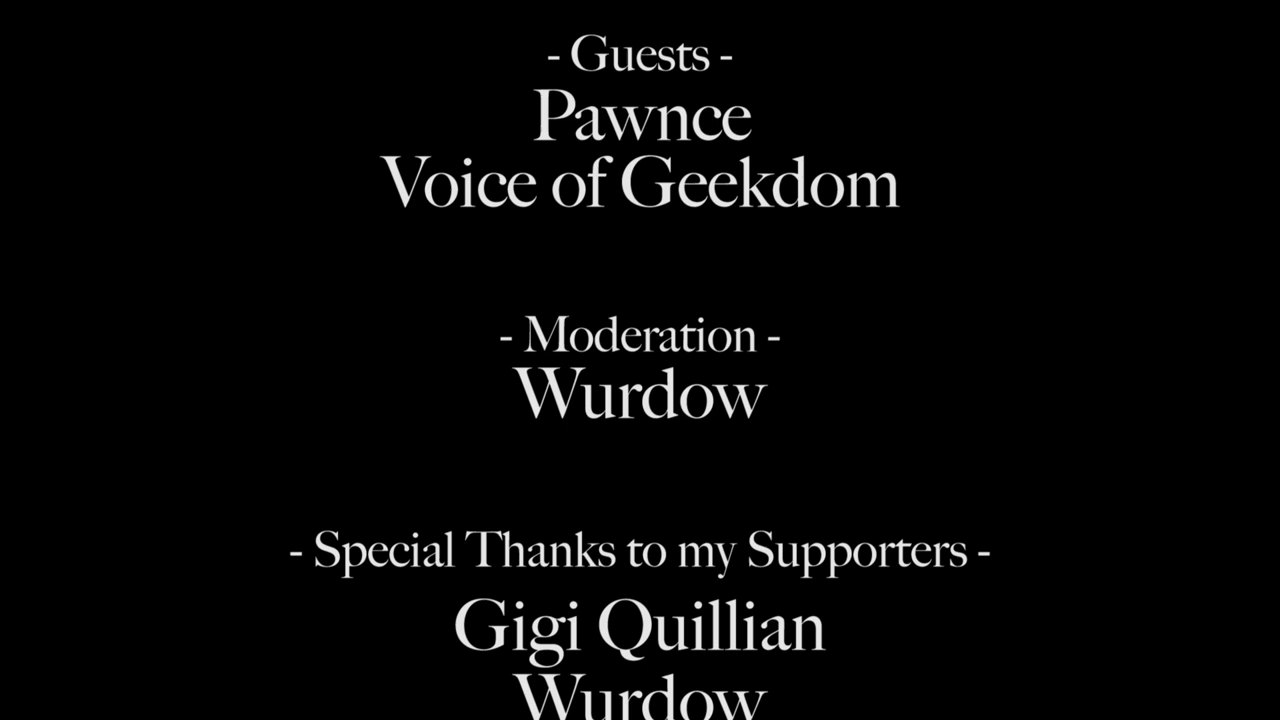 - Guests -
Pawnce
Voice of Geekdom
- Moderation -
Wurdow
- Special Thanks to my Supporters -
Gigi Quillian
Wurdow